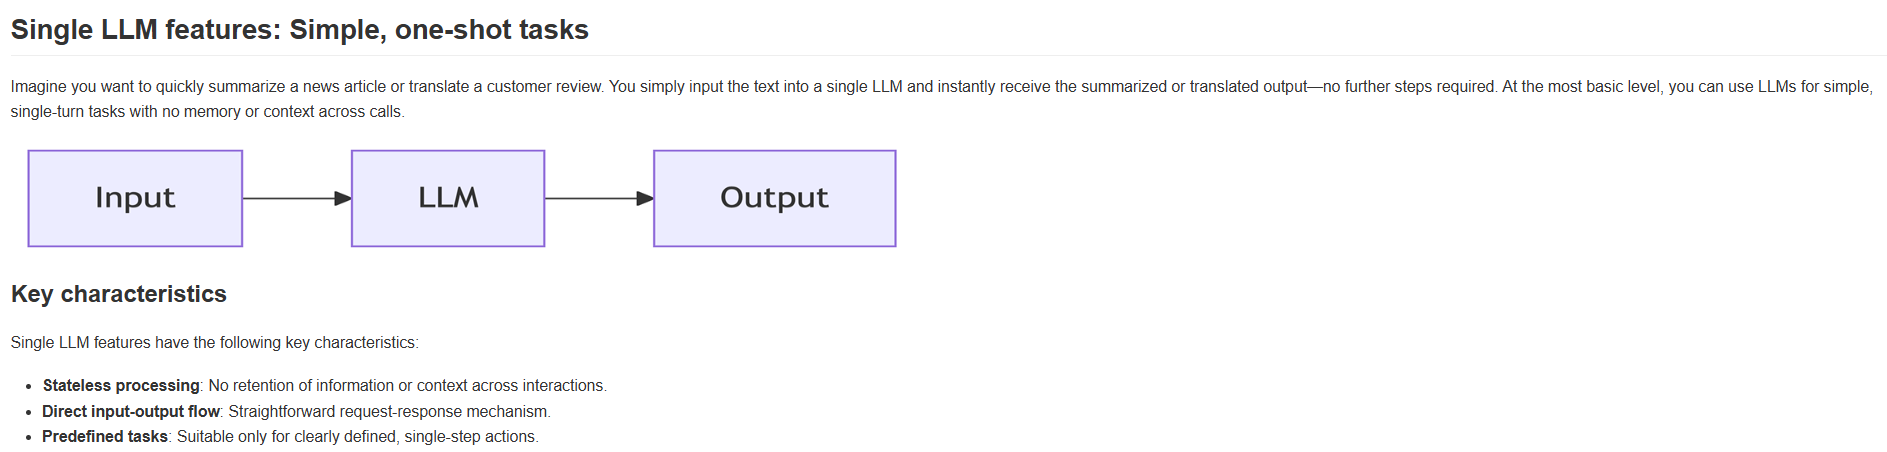 Single LLM features: Simple, one-shot tasks
Imagine you want to quickly summarize a news article or translate a customer review. You simply input the text into a single LLM and instantly receive the summarized or translated output—no further steps required. At the most basic level, you can use LLMs for simple,
single-turn tasks with no memory or context across calls.
Input
LLM
Output
Key characteristics
Single LLM features have the following key characteristics:
• Stateless processing: No retention of information or context across interactions.
• Direct input-output flow: Straightforward request-response mechanism.
• Predefined tasks: Suitable only for clearly defined, single-step actions.